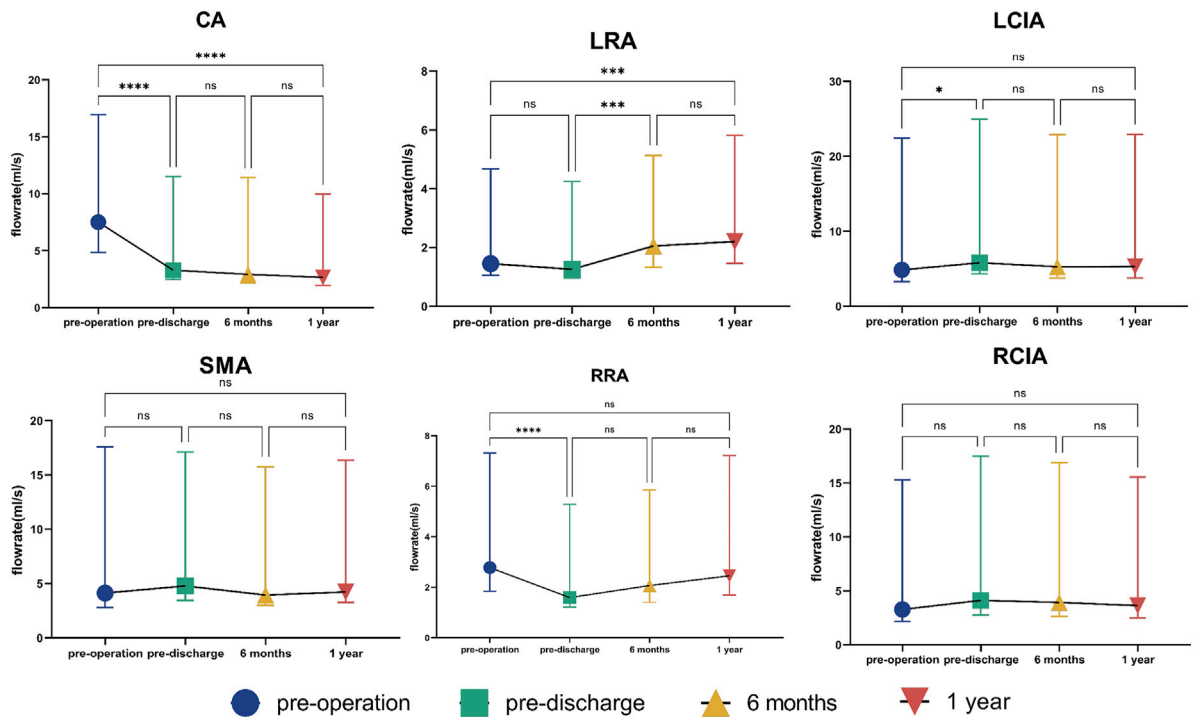 CA
****
****
ns
ns
20
15
10
5
0
flowrate(ml/s)
pre-operation pre-discharge 6 months 1 year
LRA
***
ns
***
ns
8
6
4
2
0
flowrate(ml/s)
pre-operation pre-discharge 6 months 1 year
LCIA
ns
*
ns
ns
30
20
10
0
flowrate(ml/s)
pre-operation pre-discharge 6 months 1 year
SMA
ns
ns
ns
ns
20
15
10
5
0
flowrate(ml/s)
pre-operation pre-discharge 6 months 1 year
RRA
ns
****
ns
ns
8
6
4
2
0
flowrate(ml/s)
pre-operation pre-discharge 6 months 1 year
RCIA
ns
ns
ns
ns
20
15
10
5
0
flowrate(ml/s)
pre-operation pre-discharge 6 months 1 year
pre-operation pre-discharge 6 months 1 year